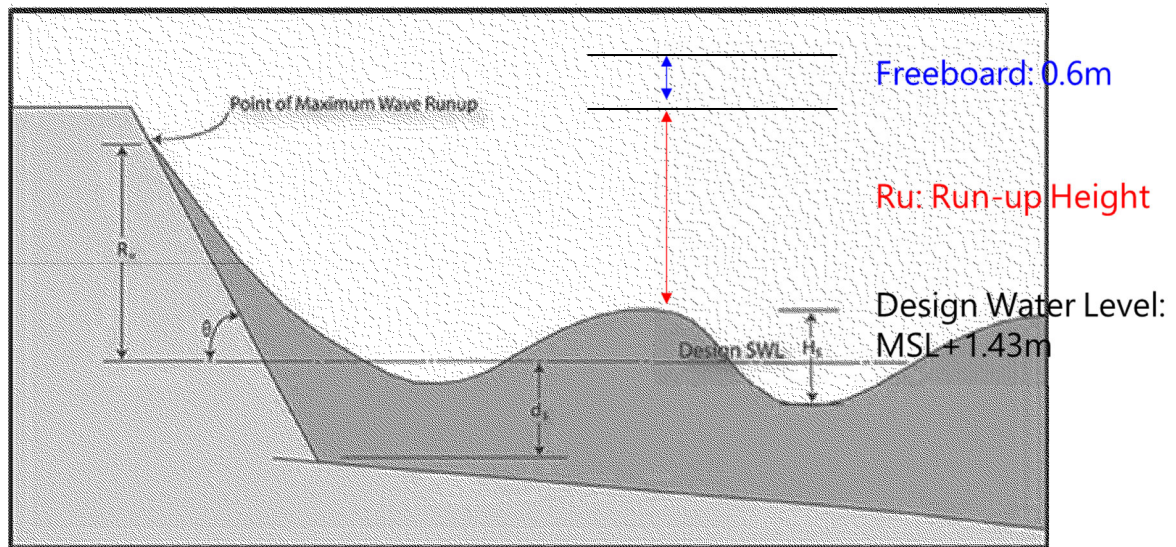 Freeboard: 0.6m
Point of Maximum Wave Runup
Ru: Run-up Height
Rᵤ
θ
Design Water Level:
MSL+1.43m
Design SWL
Hₛ
dₛ